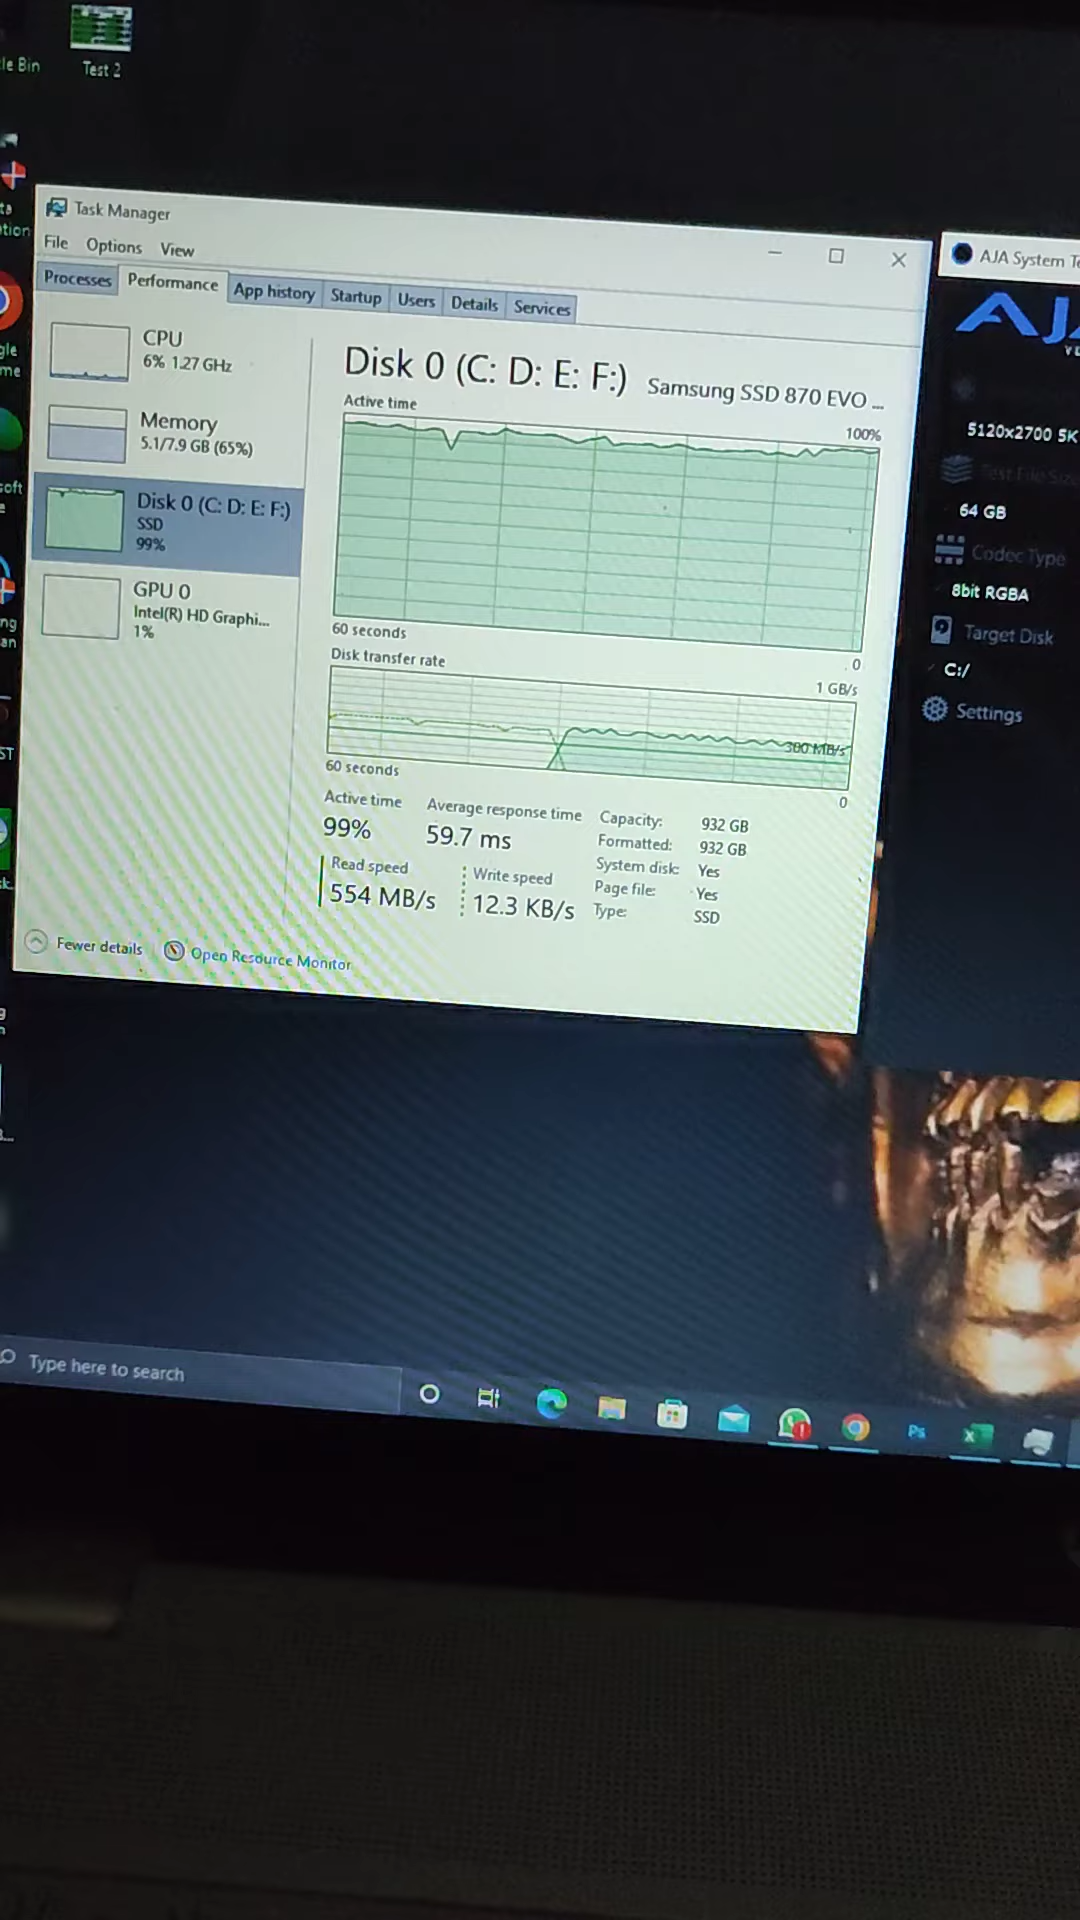 le Bin
Test 2
Task Manager
File Options View
Processes Performance App history Startup Users Details Services
CPU
6% 1.27 GHz
Memory
5.1/7.9 GB (65%)
Disk 0 (C: D: E: F:)
SSD
99%
GPU 0
Intel(R) HD Graphi...
1%
Disk 0 (C: D: E: F:) Samsung SSD 870 EVO ...
Active time 100%
60 seconds 0
Disk transfer rate 1 GB/s
300 MB/s
60 seconds 0
Active time
99%
Average response time
59.7 ms
Read speed
554 MB/s
Write speed
12.3 KB/s
Capacity: 932 GB
Formatted: 932 GB
System disk: Yes
Page file: Yes
Type: SSD
Fewer details Open Resource Monitor
AJA System Te
AJ
5120x2700 5K
Test File Size
64 GB
Codec Type
8bit RGBA
Target Disk
C:/
Settings
Type here to search
Ps